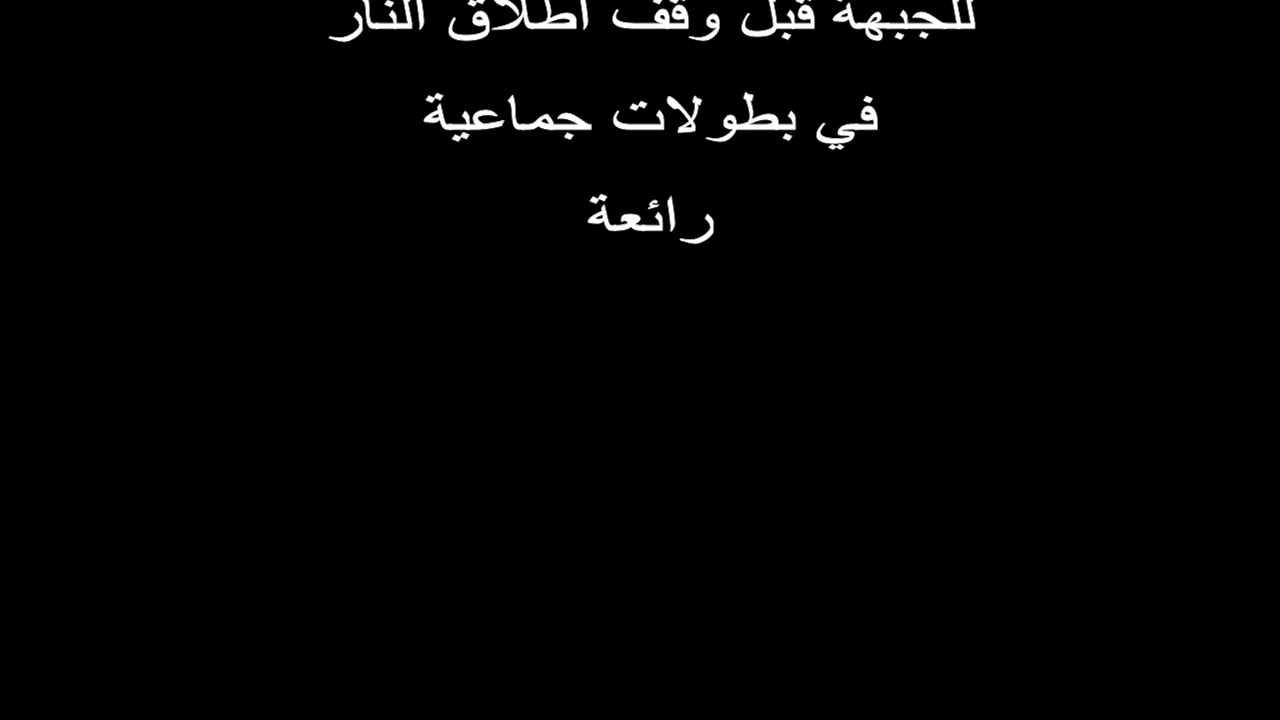 للجبهة قبل وقف اطلاق النار
في بطولات جماعية
رائعة